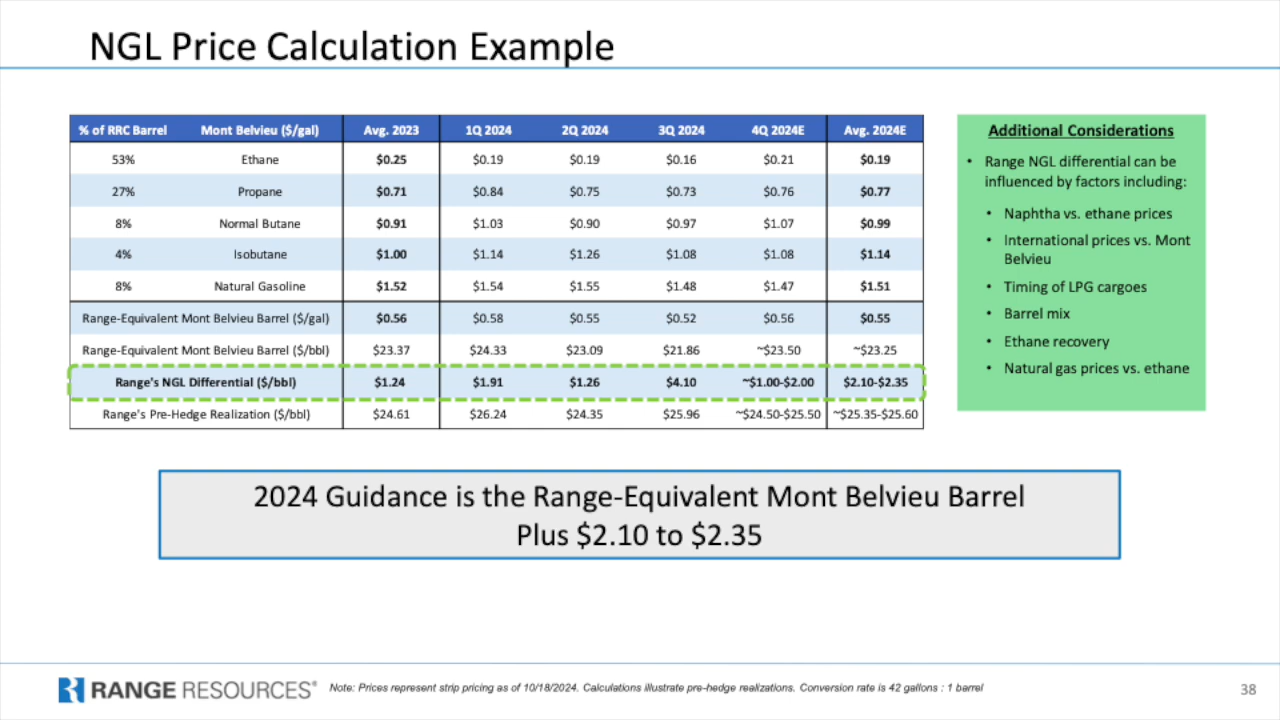 NGL Price Calculation Example
% of RRC Barrel Mont Belvieu ($/gal) Avg. 2023 1Q 2024 2Q 2024 3Q 2024 4Q 2024E Avg. 2024E
53% Ethane $0.25 $0.19 $0.19 $0.16 $0.21 $0.19
27% Propane $0.71 $0.84 $0.75 $0.73 $0.76 $0.77
8% Normal Butane $0.91 $1.03 $0.90 $0.97 $1.07 $0.99
4% Isobutane $1.00 $1.14 $1.26 $1.08 $1.08 $1.14
8% Natural Gasoline $1.52 $1.54 $1.55 $1.48 $1.47 $1.51
Range-Equivalent Mont Belvieu Barrel ($/gal) $0.56 $0.58 $0.55 $0.52 $0.56 $0.55
Range-Equivalent Mont Belvieu Barrel ($/bbl) $23.37 $24.33 $23.09 $21.86 ~$23.50 ~$23.25
Range's NGL Differential ($/bbl) $1.24 $1.91 $1.26 $4.10 ~$1.00-$2.00 $2.10-$2.35
Range's Pre-Hedge Realization ($/bbl) $24.61 $26.24 $24.35 $25.96 ~$24.50-$25.50 ~$25.35-$25.60
Additional Considerations
• Range NGL differential can be
influenced by factors including:
• Naphtha vs. ethane prices
• International prices vs. Mont
Belvieu
• Timing of LPG cargoes
• Barrel mix
• Ethane recovery
• Natural gas prices vs. ethane
2024 Guidance is the Range-Equivalent Mont Belvieu Barrel
Plus $2.10 to $2.35
RANGE RESOURCES®
Note: Prices represent strip pricing as of 10/18/2024. Calculations illustrate pre-hedge realizations. Conversion rate is 42 gallons : 1 barrel
38